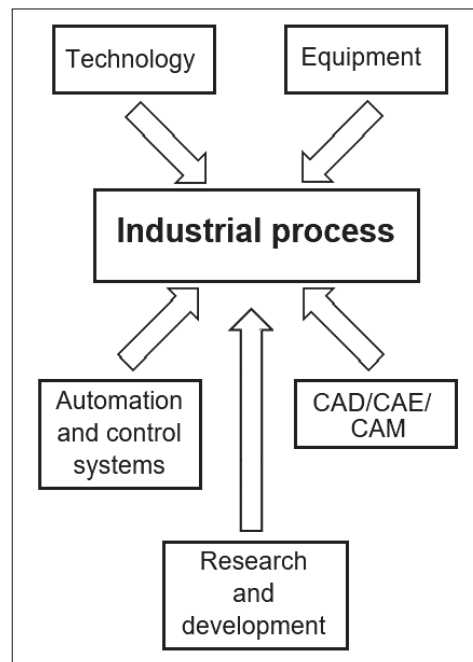 Technology
Equipment
Industrial process
Automation
and control
systems
CAD/CAE/
CAM
Research
and
development